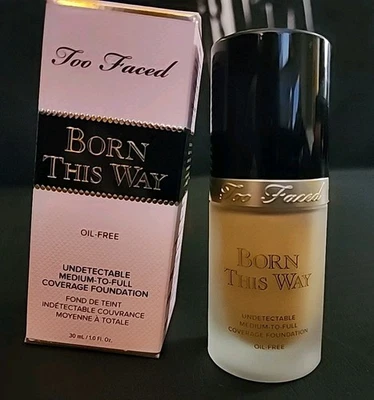 Too Faced
BORN
THIS WAY
OIL-FREE
UNDETECTABLE
MEDIUM-TO-FULL
COVERAGE FOUNDATION
FOND DE TEINT
INDÉTECTABLE COUVRANCE
MOYENNE À TOTALE
30 mL / 1.0 fl. oz.
Too Faced
BORN
THIS WAY
UNDETECTABLE
MEDIUM-TO-FULL
COVERAGE FOUNDATION
OIL-FREE